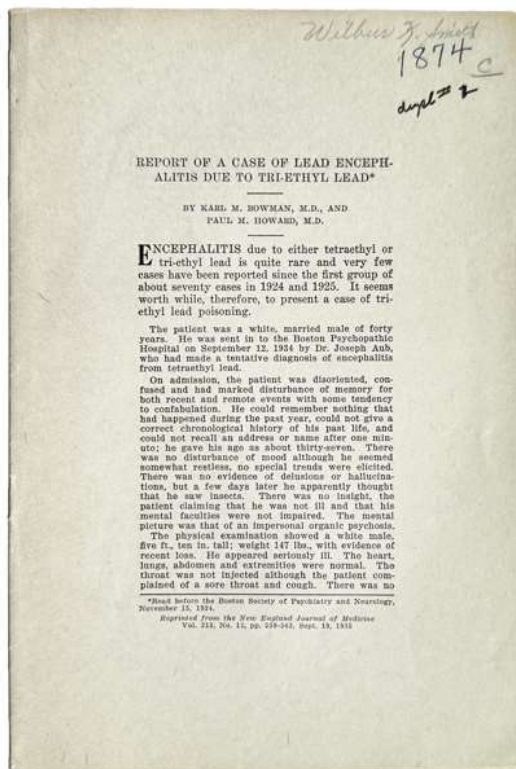 Wilbur
1874
C
dupl # 2
REPORT OF A CASE OF LEAD ENCEPH-
ALITIS DUE TO TRI-ETHYL LEAD*
BY KARL M. BOWMAN, M.D., AND
PAUL M. HOWARD, M.D.
ENCEPHALITIS due to either tetraethyl or
tri-ethyl lead is quite rare and very few
cases have been reported since the first group of
about seventy cases in 1924 and 1925. It seems
worth while, therefore, to present a case of tri-
ethyl lead poisoning.
The patient was a white, married male of forty
years. He was sent in to the Boston Psychopathic
Hospital on September 12, 1934 by Dr. Joseph Aub,
who had made a tentative diagnosis of encephalitis
from tetraethyl lead.
On admission, the patient was disoriented, con-
fused and had marked disturbance of memory for
both recent and remote events with some tendency
to confabulation. He could remember nothing that
had happened during the past year, could not give a
correct chronological history of his past life, and
could not recall an address or name after one min-
ute; he gave his age as about thirty-seven. There
was no disturbance of mood although he seemed
somewhat restless, no special trends were elicited.
There was no evidence of delusions or hallucina-
tions, but a few days later he apparently thought
that he saw insects. There was no insight, the
patient claiming that he was not ill and that his
mental faculties were not impaired. The mental
picture was that of an impersonal organic psychosis.
The physical examination showed a white male,
five ft., ten in. tall; weight 147 lbs., with evidence of
recent loss. He appeared seriously ill. The heart,
lungs, abdomen and extremities were normal. The
throat was not injected although the patient com-
plained of a sore throat and cough. There was no
*Read before the Boston Society of Psychiatry and Neurology,
November 15, 1934.
Reprinted from the New England Journal of Medicine
Vol. 213, No. 12, pp. Sept. 19, 1935